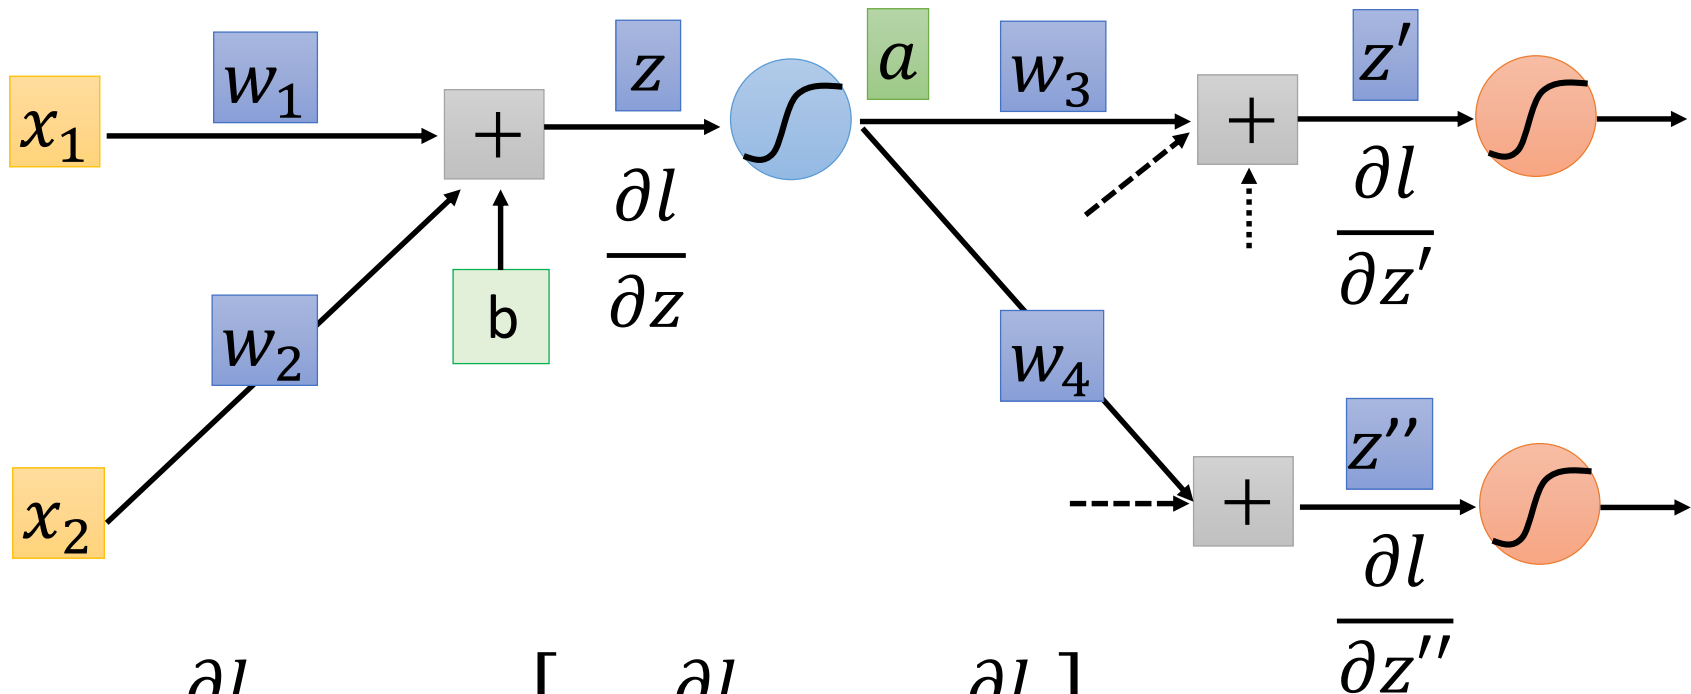 x₁ w₁ + z a w₃ + z′
∂l/∂z
∂l/∂z′
w₂ b w₄
x₂ + z′′
∂l/∂z′′
∂l [ ∂l ∂l ]